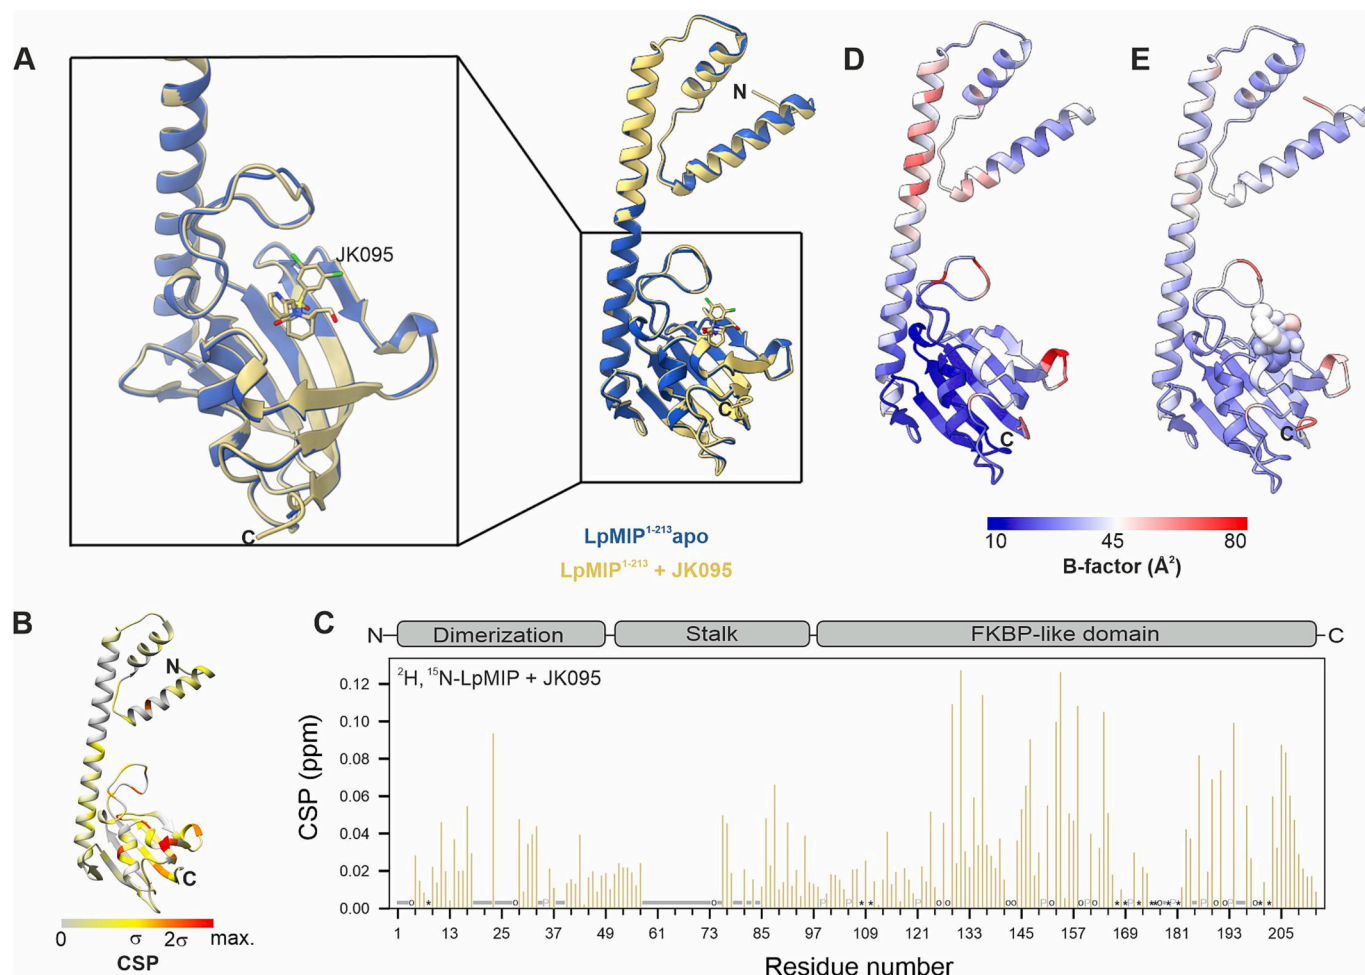 A
JK095
N
C
C
LpMIP¹⁻²¹³apo
LpMIP¹⁻²¹³ + JK095
D
C
E
C
10 45 80
B-factor (Å²)
B
N
C
0 σ 2σ max.
CSP
C
N Dimerization Stalk FKBP-like domain C
²H, ¹⁵N-LpMIP + JK095
CSP (ppm)
0.12
0.10
0.08
0.06
0.04
0.02
0.00
1 13 25 37 49 61 73 85 97 109 121 133 145 157 169 181 193 205
Residue number